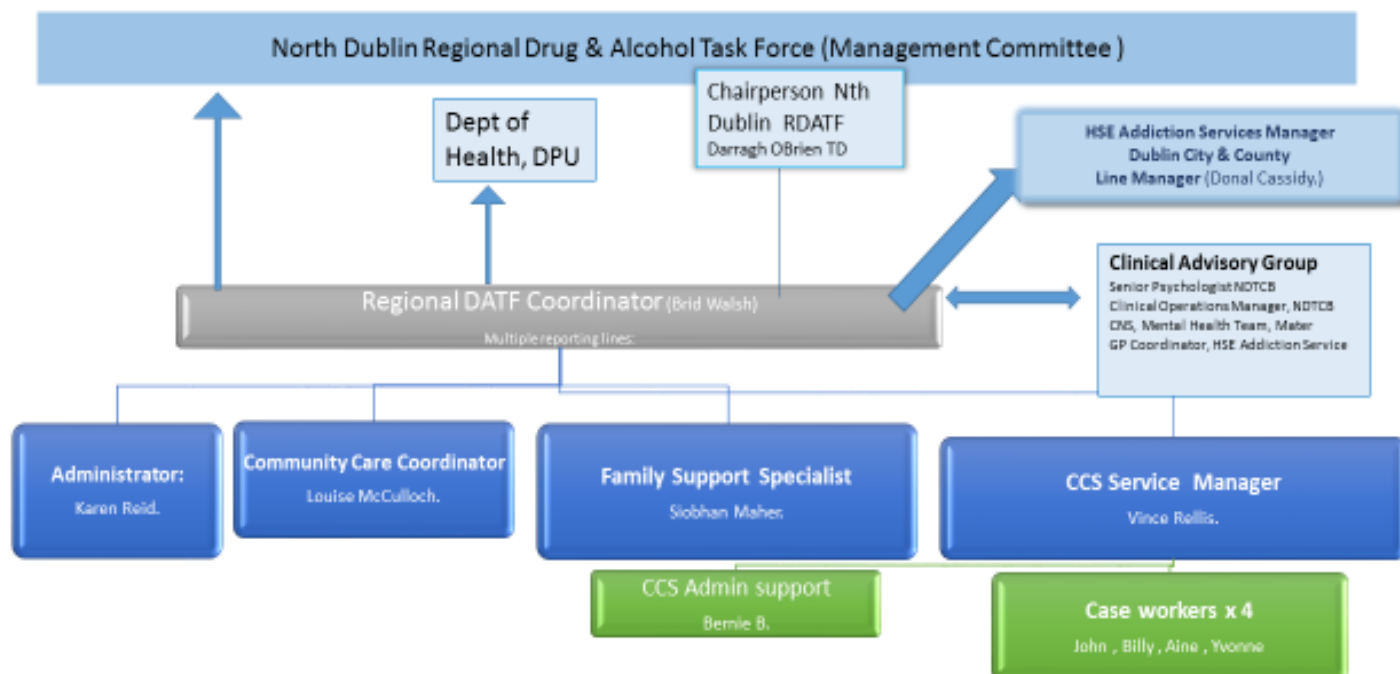 North Dublin Regional Drug & Alcohol Task Force (Management Committee )
Dept of
Health, DPU
Chairperson Nth
Dublin RDATF
Darragh OBrien TD
HSE Addiction Services Manager
Dublin City & County
Line Manager (Donal Cassidy.)
Regional DATF Coordinator (Brid Walsh)
Multiple reporting lines:
Clinical Advisory Group
Senior Psychologist NDTCB
Clinical Operations Manager, NDTCB
CNS, Mental Health Team, Mater
GP Coordinator, HSE Addiction Service
Administrator:
Karen Reid.
Community Care Coordinator
Louise McCulloch.
Family Support Specialist
Siobhan Maher.
CCS Service Manager
Vince Rellis.
CCS Admin support
Bernie B.
Case workers x 4
John , Billy , Aine , Yvonne